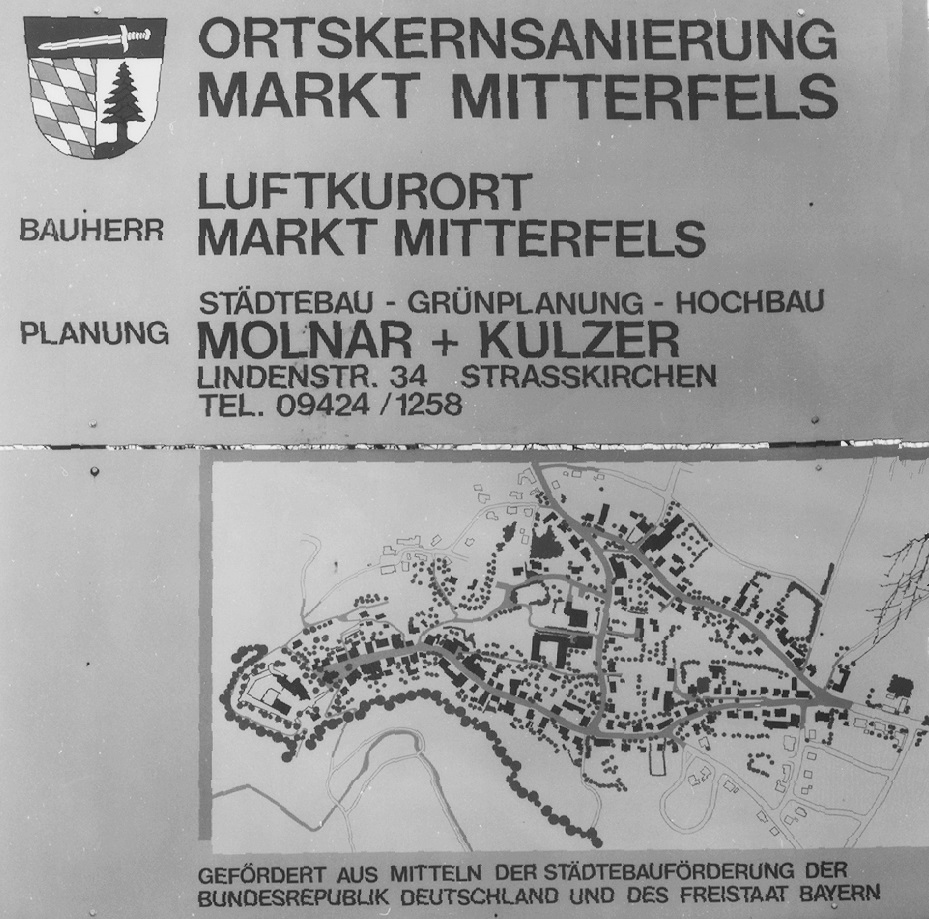 ORTSKERNSANIERUNG
MARKT MITTERFELS
LUFTKURORT
BAUHERR MARKT MITTERFELS
STÄDTEBAU - GRÜNPLANUNG - HOCHBAU
PLANUNG MOLNAR + KULZER
LINDENSTR. 34 STRASSKIRCHEN
TEL. 09424 / 1258
GEFÖRDERT AUS MITTELN DER STÄDTEBAUFÖRDERUNG DER
BUNDESREPUBLIK DEUTSCHLAND UND DES FREISTAAT BAYERN